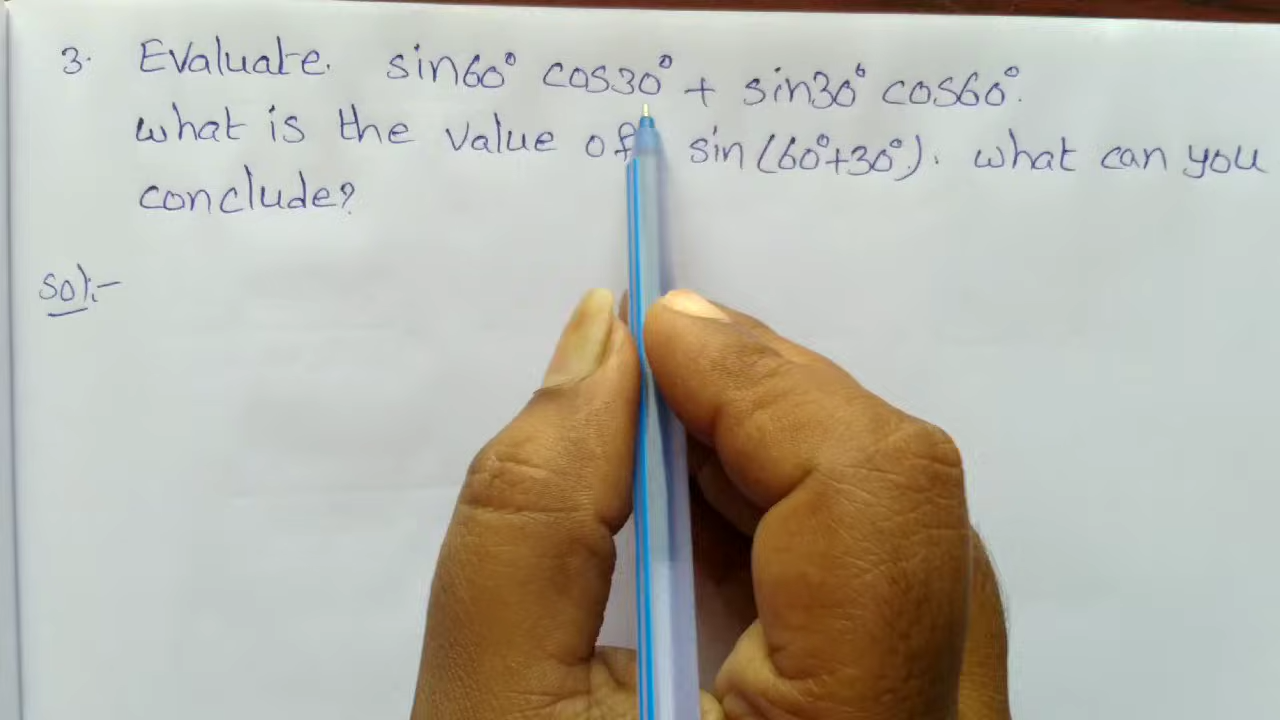 3. Evaluate. sin60° cos30° + sin30° cos60°.
what is the value of sin(60°+30°). what can you
conclude?
sol:-